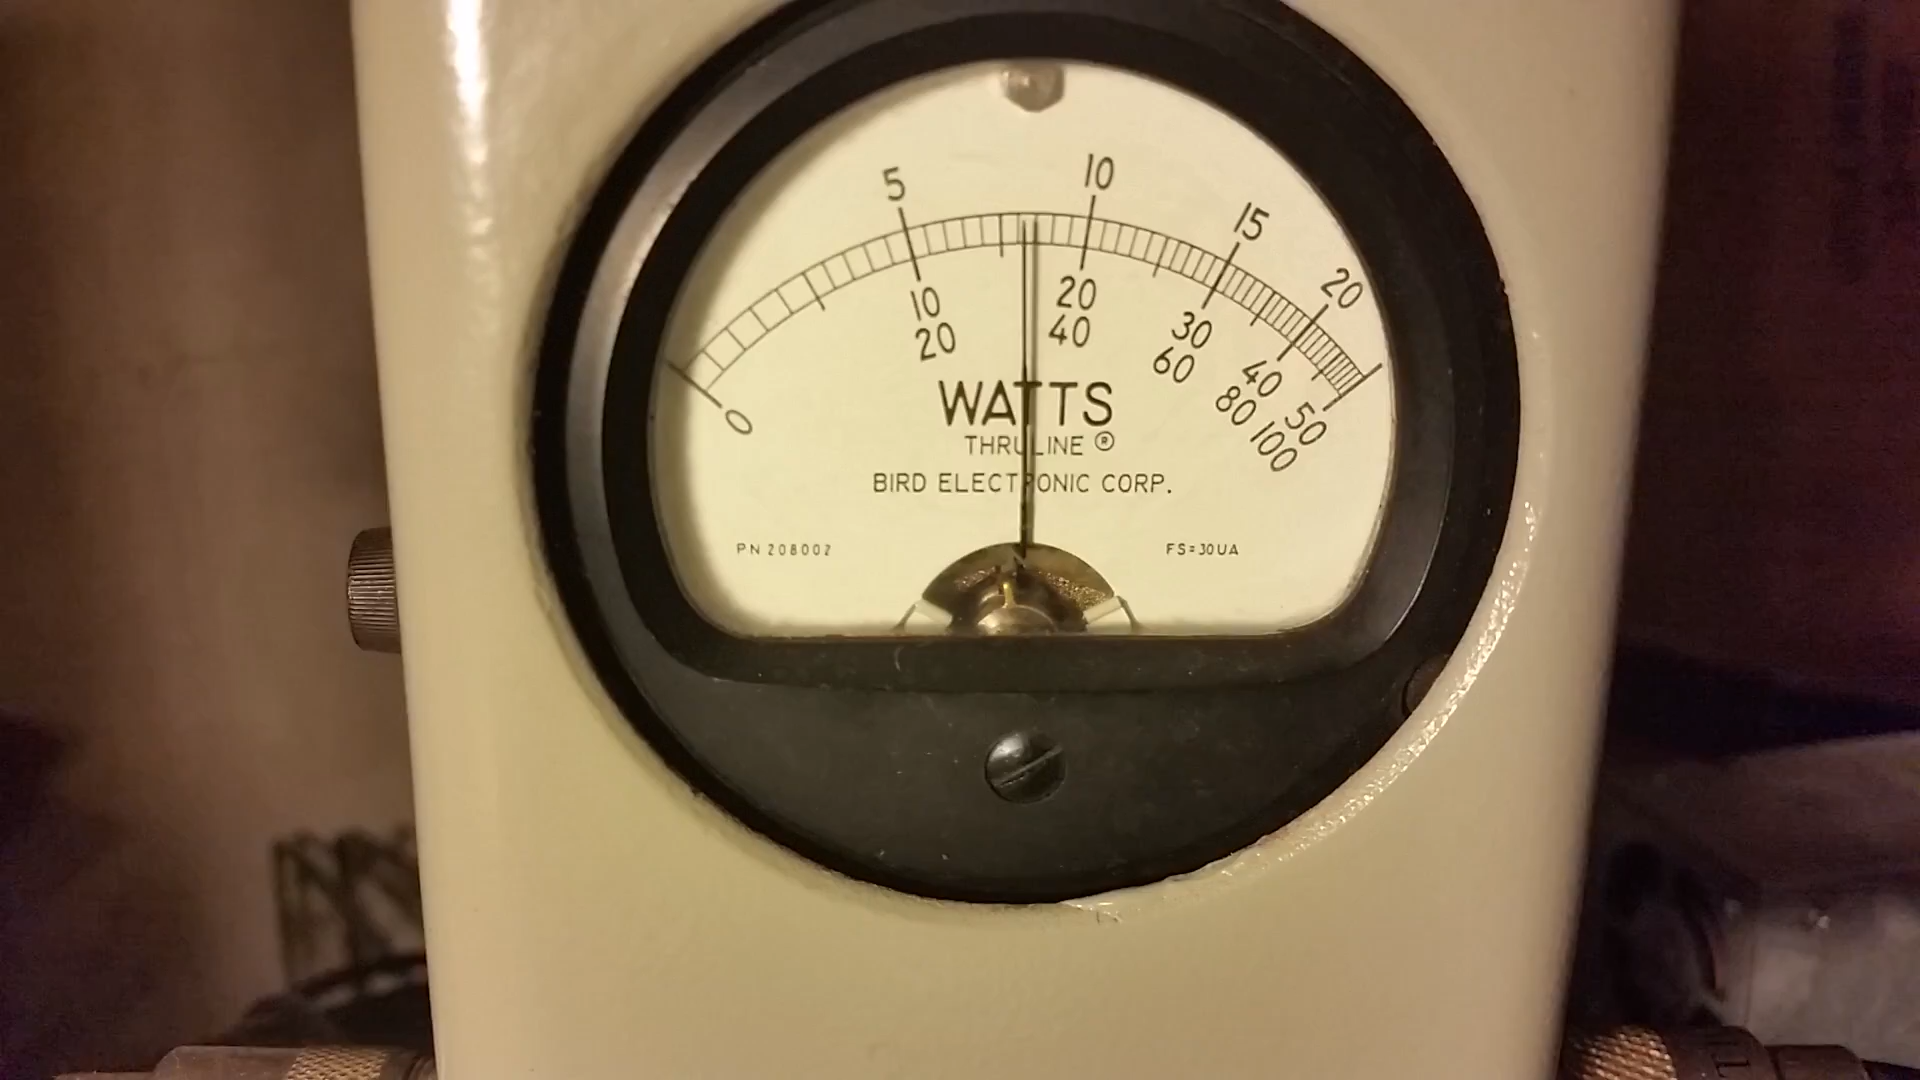 5 10 15 20
10 20 30 40 50
20 40 60 80 100
0
WATTS
THRULINE ®
BIRD ELECTRONIC CORP.
PN 208002 FS=30UA